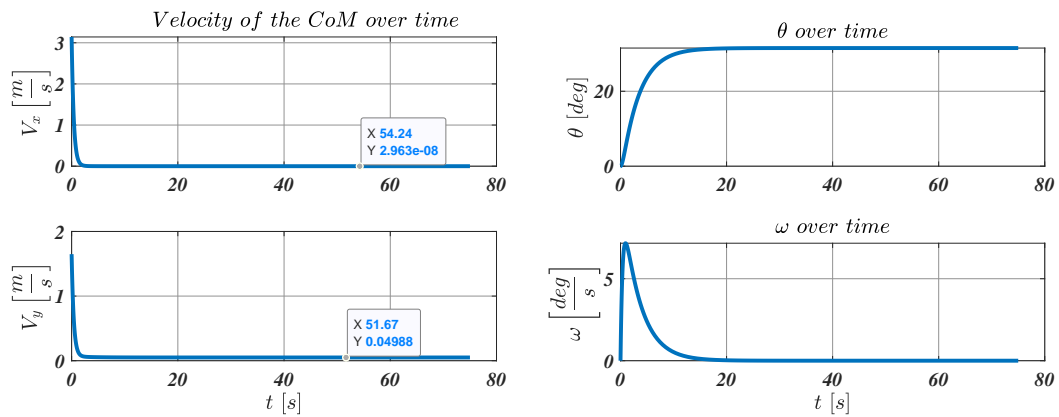 Velocity of the CoM over time
V_x [m/s]
3
2
1
0
X 54.24
Y 2.963e-08
0 20 40 60 80
V_y [m/s]
2
1
0
X 51.67
Y 0.04988
0 20 40 60 80
t [s]
θ over time
θ [deg]
20
0
0 20 40 60 80
ω over time
ω [deg/s]
5
0
0 20 40 60 80
t [s]